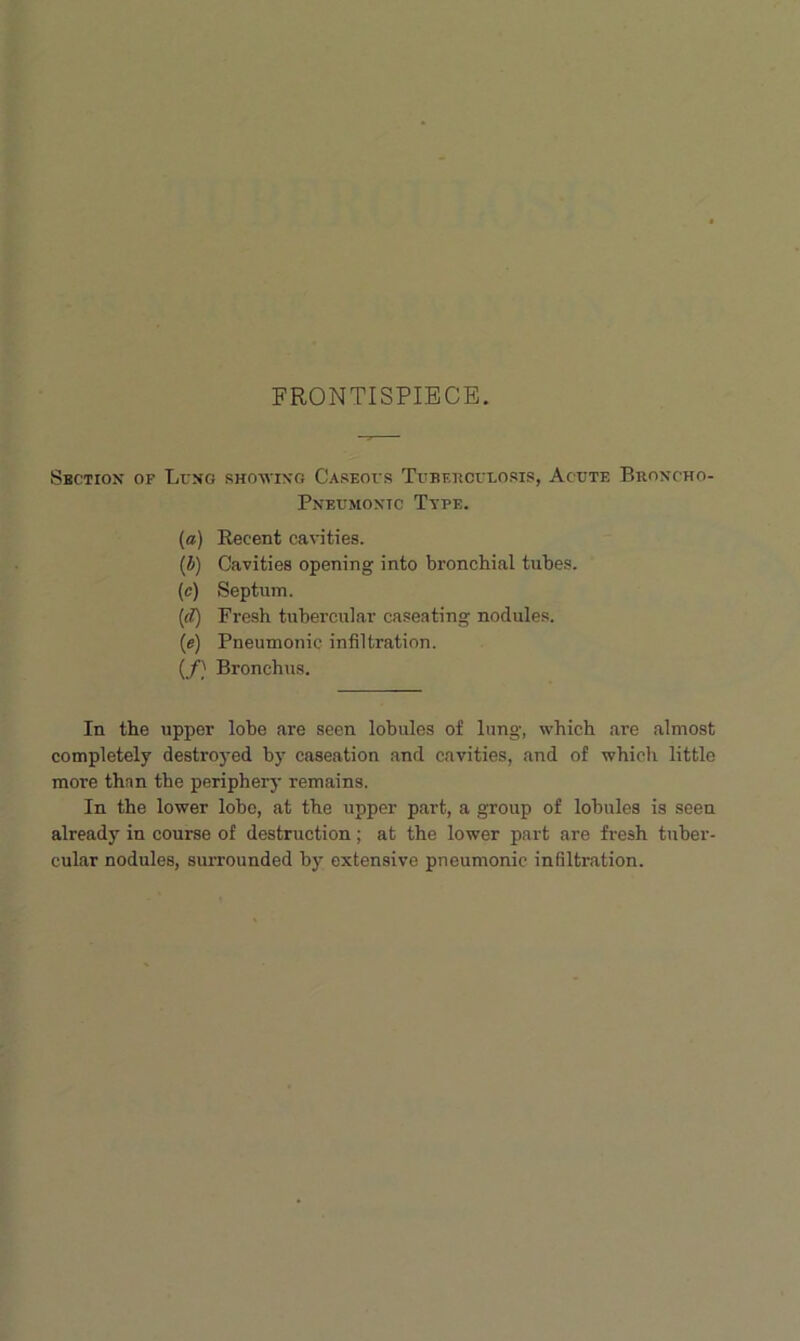 FRONTISPIECE.
Section of Lung showing Caseous Tuberculosis, Acute Broncho-
Pneumonic Type.
(a) Recent cavities.
(b) Cavities opening into bronchial tubes.
(c) Septum.
(d) Fresh tubercular caseating nodules.
(e) Pneumonic infiltration.
(f) Bronchus.
In the upper lobe are seen lobules of lung, which are almost
completely destroyed by caseation and cavities, and of which little
more than the periphery remains.
In the lower lobe, at the upper part, a group of lobules is seen
already in course of destruction; at the lower part are fresh tuber-
cular nodules, surrounded by extensive pneumonic infiltration.